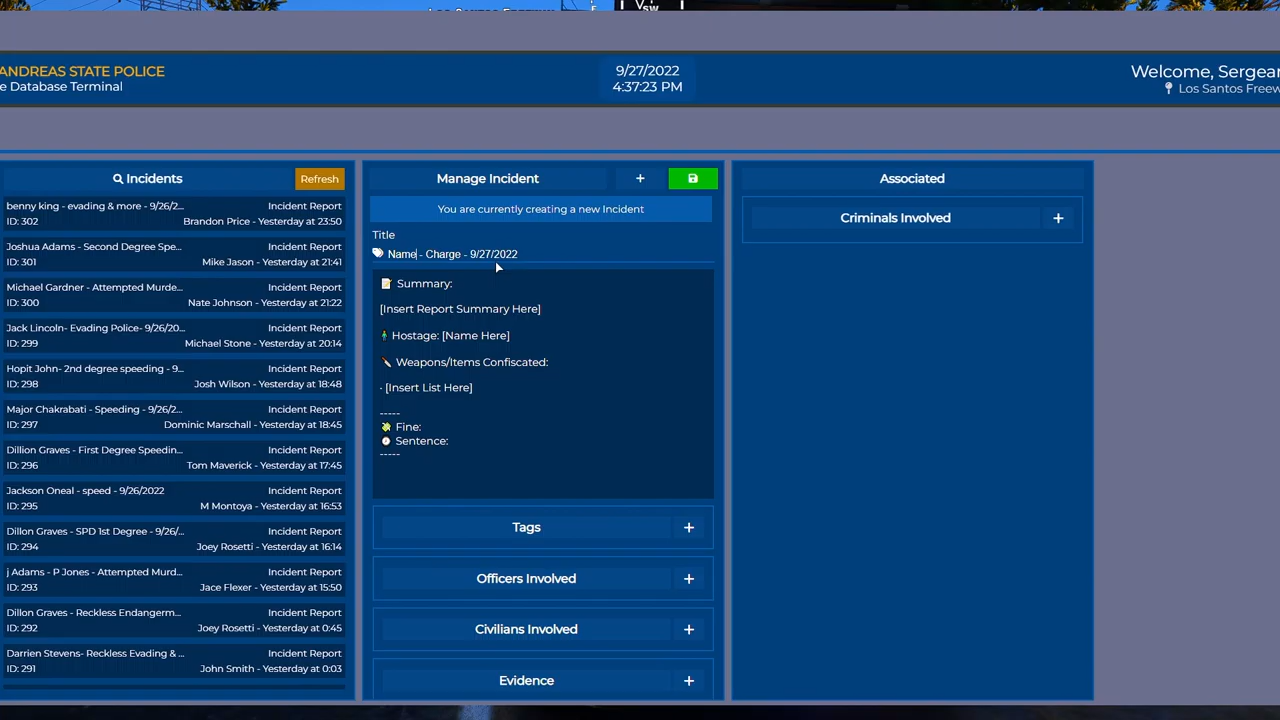 ANDREAS STATE POLICE
e Database Terminal
9/27/2022
4:37:23 PM
Welcome, Sergean
Los Santos Freew
Incidents
Refresh
benny king - evading & more - 9/26/2...
Incident Report
ID: 302
Brandon Price - Yesterday at 23:50
Joshua Adams - Second Degree Spe...
Incident Report
ID: 301
Mike Jason - Yesterday at 21:41
Michael Gardner - Attempted Murde...
Incident Report
ID: 300
Nate Johnson - Yesterday at 21:22
Jack Lincoln- Evading Police- 9/26/20...
Incident Report
ID: 299
Michael Stone - Yesterday at 20:14
Hopit John- 2nd degree speeding - 9...
Incident Report
ID: 298
Josh Wilson - Yesterday at 18:48
Major Chakrabati - Speeding - 9/26/2...
Incident Report
ID: 297
Dominic Marschall - Yesterday at 18:45
Dillion Graves - First Degree Speedin...
Incident Report
ID: 296
Tom Maverick - Yesterday at 17:45
Jackson Oneal - speed - 9/26/2022
Incident Report
ID: 295
M Montoya - Yesterday at 16:53
Dillon Graves - SPD 1st Degree - 9/26/...
Incident Report
ID: 294
Joey Rosetti - Yesterday at 16:14
j Adams - P Jones - Attempted Murd...
Incident Report
ID: 293
Jace Flexer - Yesterday at 15:50
Dillon Graves - Reckless Endangerm...
Incident Report
ID: 292
Joey Rosetti - Yesterday at 0:45
Darrien Stevens- Reckless Evading & ...
Incident Report
ID: 291
John Smith - Yesterday at 0:03
Manage Incident
You are currently creating a new Incident
Title
Name - Charge - 9/27/2022
Summary:
[Insert Report Summary Here]
Hostage: [Name Here]
Weapons/Items Confiscated:
· [Insert List Here]
-----
Fine:
Sentence:
-----
Tags
Officers Involved
Civilians Involved
Evidence
Associated
Criminals Involved